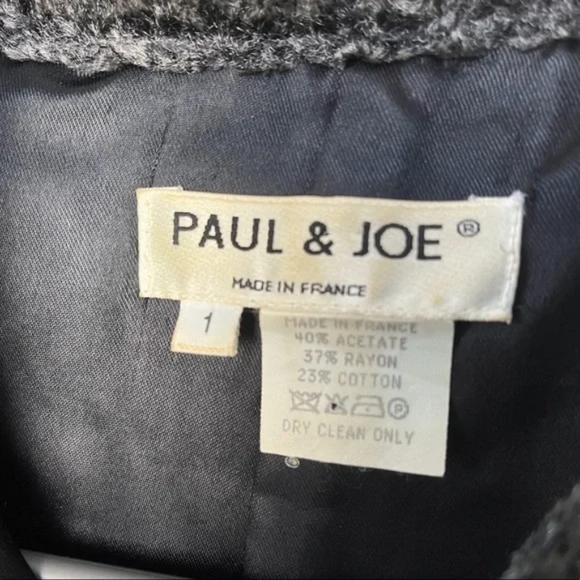 PAUL & JOE ®
MADE IN FRANCE
1
MADE IN FRANCE
40% ACETATE
37% RAYON
23% COTTON
P
DRY CLEAN ONLY